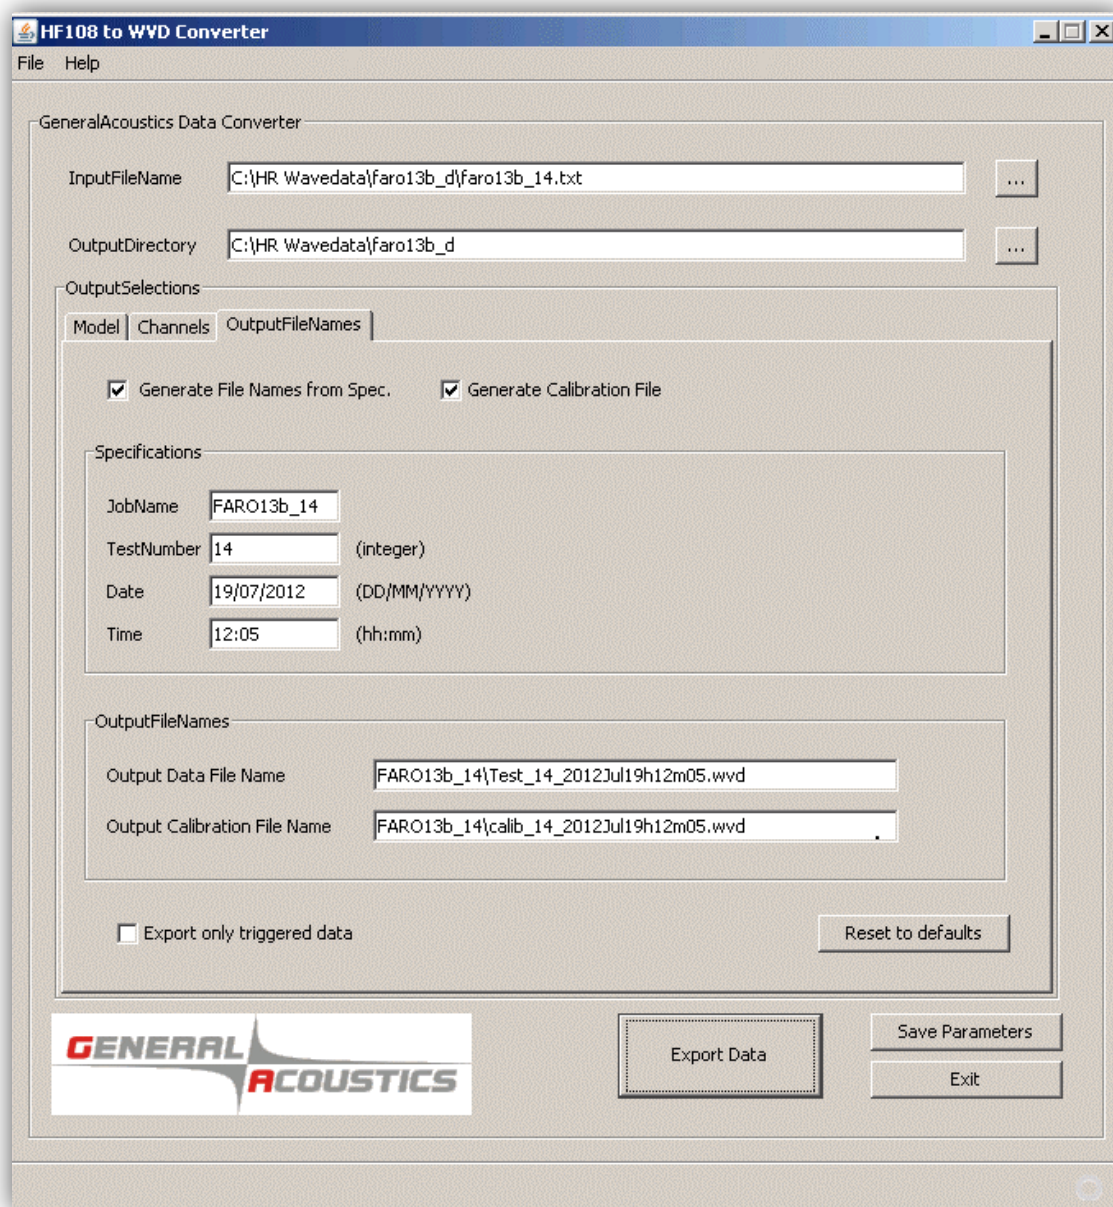 HF108 to WVD Converter
File Help
GeneralAcoustics Data Converter
InputFileName C:\HR Wavedata\faro13b_d\faro13b_14.txt ...
OutputDirectory C:\HR Wavedata\faro13b_d ...
OutputSelections
Model Channels OutputFileNames
Generate File Names from Spec. Generate Calibration File
Specifications
JobName FARO13b_14
TestNumber 14 (integer)
Date 19/07/2012 (DD/MM/YYYY)
Time 12:05 (hh:mm)
OutputFileNames
Output Data File Name FARO13b_14\Test_14_2012Jul19h12m05.wvd
Output Calibration File Name FARO13b_14\calib_14_2012Jul19h12m05.wvd
Export only triggered data Reset to defaults
GENERAL ACOUSTICS
Export Data
Save Parameters
Exit